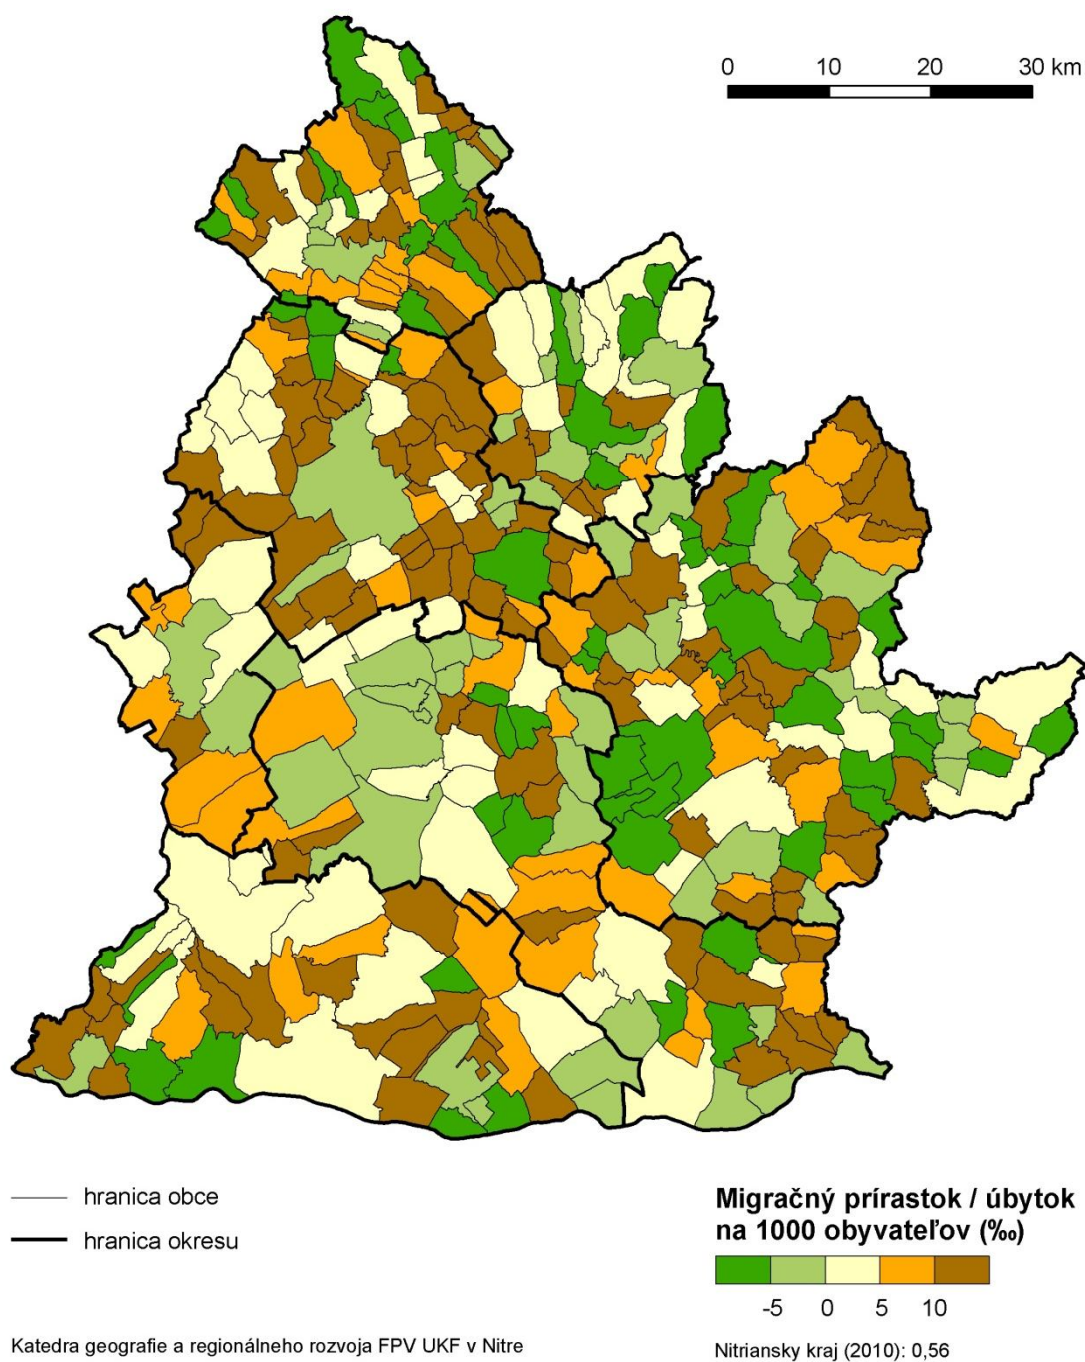 0 10 20 30 km
hranica obce
hranica okresu
Migračný prírastok / úbytok
na 1000 obyvateľov (‰)
-5 0 5 10
Katedra geografie a regionálneho rozvoja FPV UKF v Nitre
Nitriansky kraj (2010): 0,56